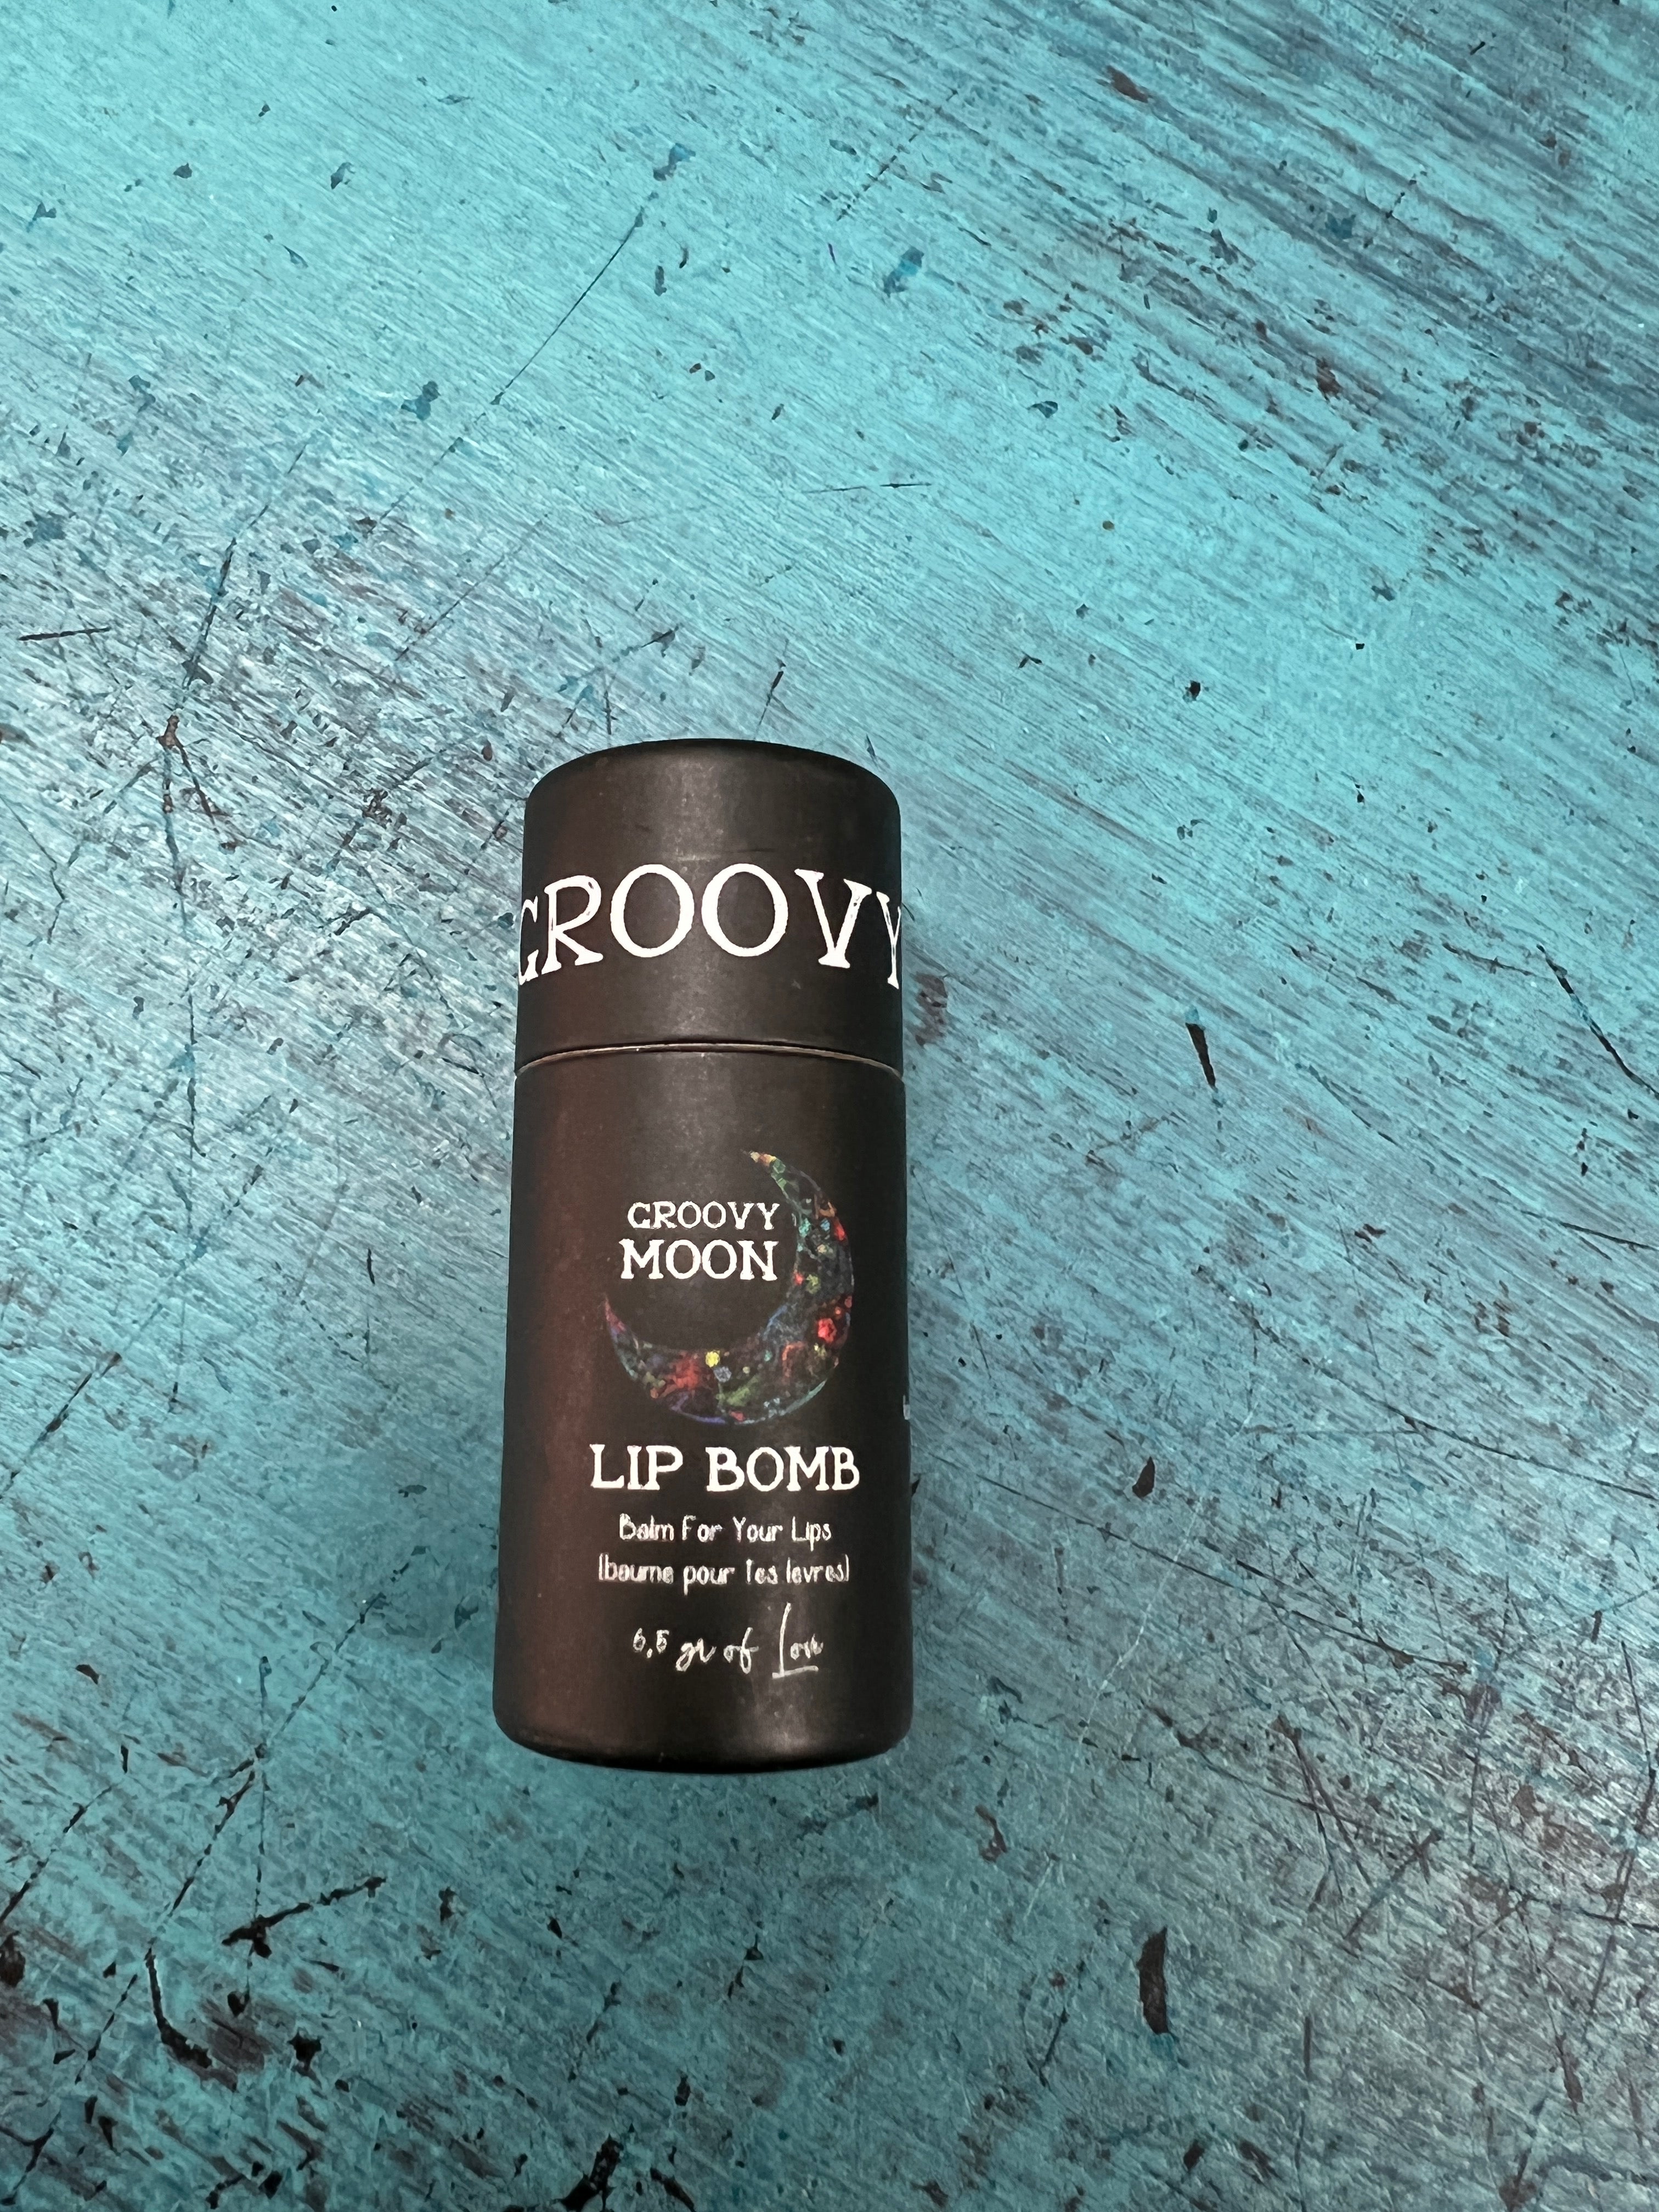 GROOVY
GROOVY
MOON
LIP BOMB
Balm For Your Lips
(baume pour tes levres)
6,5 gr of Love